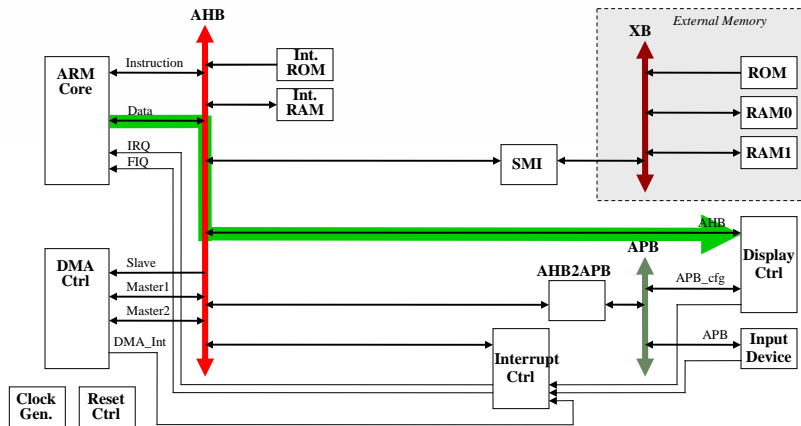 AHB
External Memory
XB
ARM
Core
Instruction
Data
IRQ
FIQ
Int.
ROM
Int.
RAM
SMI
ROM
RAM0
RAM1
AHB
Display
Ctrl
DMA
Ctrl
Slave
Master1
Master2
DMA_Int
AHB2APB
APB
APB_cfg
APB
Input
Device
Interrupt
Ctrl
Clock
Gen.
Reset
Ctrl